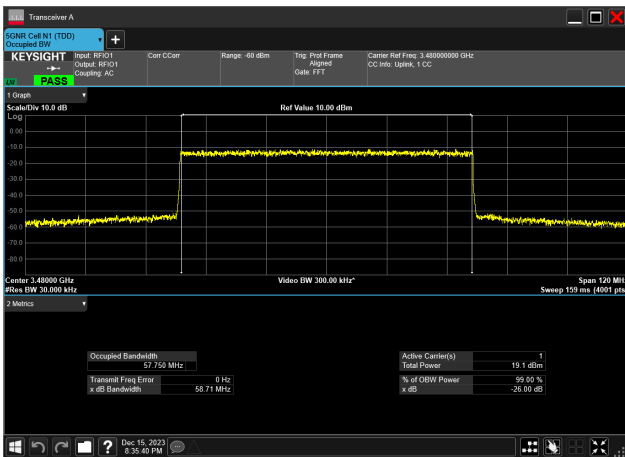 Transceiver A
5GNR Cell N1 (TDD)
Occupied BW
KEYSIGHT
Input: RFIO1
Output: RFIO1
Coupling: AC
Corr CCorr
Range: -60 dBm
Trig: Prot Frame
Aligned
Gate: FFT
Carrier Ref Freq: 3.480000000 GHz
CC Info: Uplink, 1 CC
PASS
1 Graph
Scale/Div 10.0 dB
Ref Value 10.00 dBm
Log
0.00
-10.0
-20.0
-30.0
-40.0
-50.0
-60.0
-70.0
-80.0
Center 3.48000 GHz
#Res BW 30.000 kHz
Video BW 300.00 kHz*
Span 120 MH
Sweep 159 ms (4001 pts
2 Metrics
Occupied Bandwidth
57.750 MHz
Transmit Freq Error 0 Hz
x dB Bandwidth 58.71 MHz
Active Carrier(s) 1
Total Power 19.1 dBm
% of OBW Power 99.00 %
x dB -26.00 dB
Dec 15, 2023
8:35:40 PM